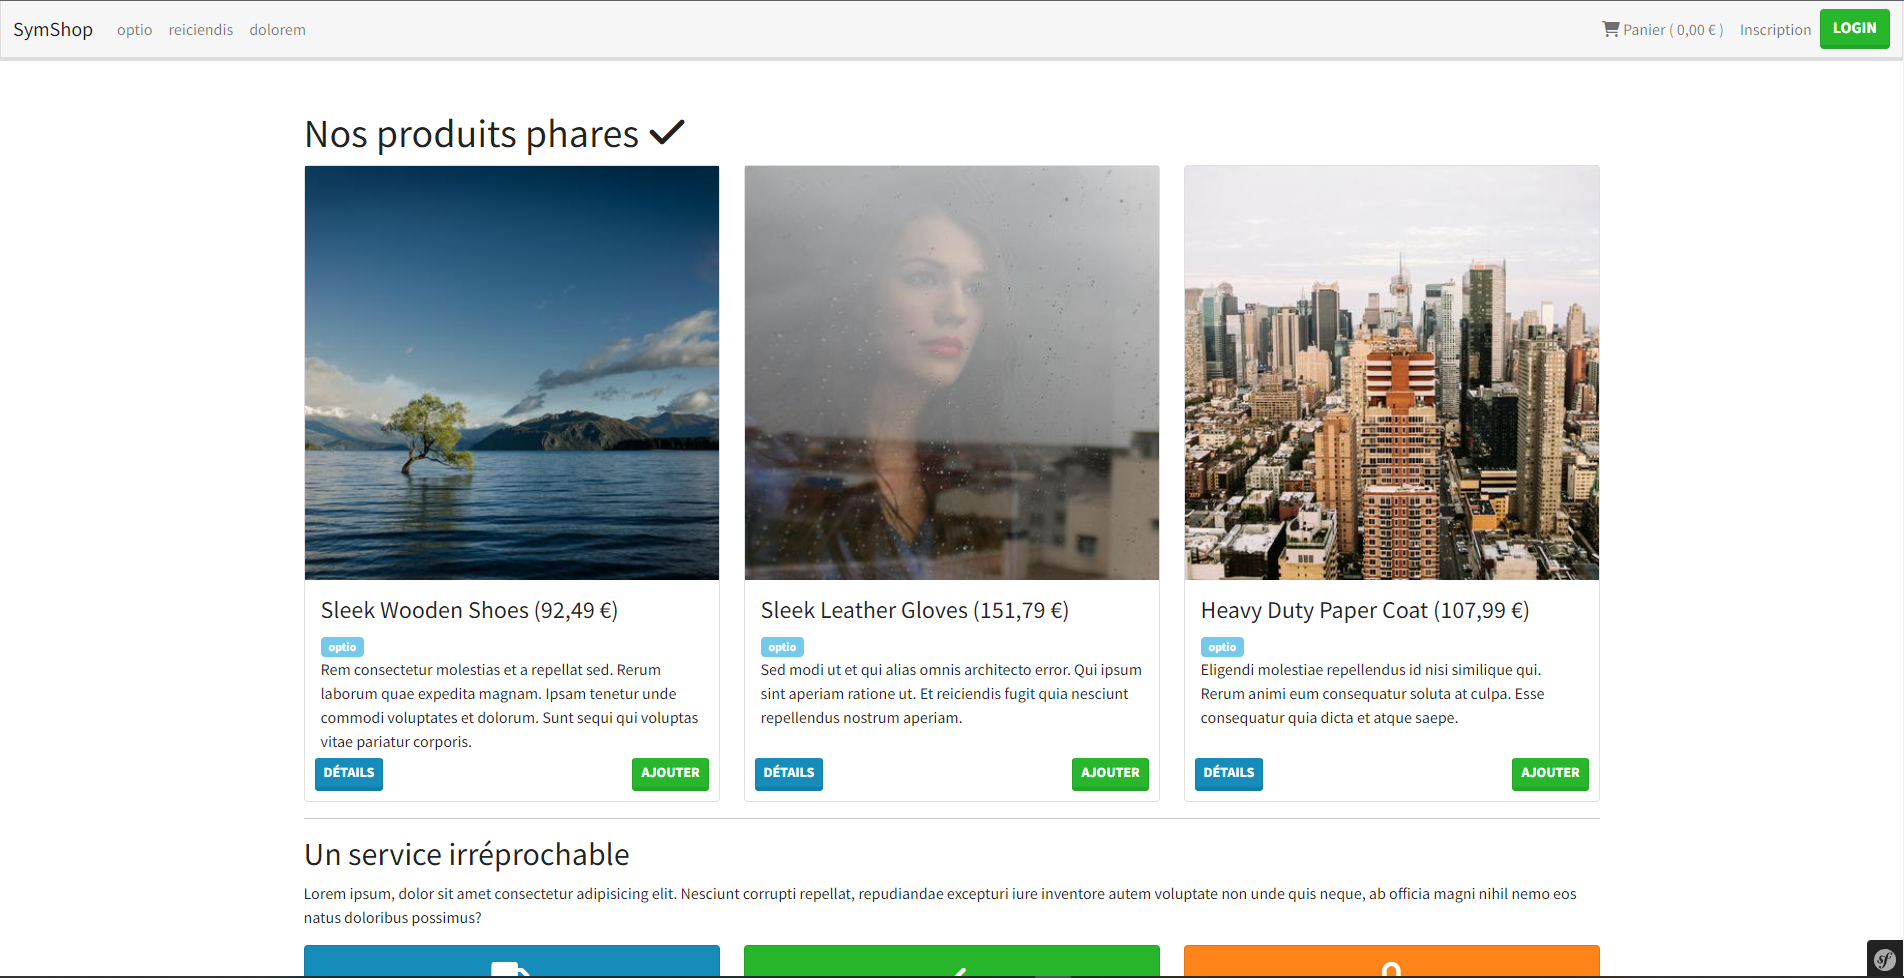 SymShop optio reiciendis dolorem Panier ( 0,00 € ) Inscription LOGIN
Nos produits phares
Sleek Wooden Shoes (92,49 €)
optio
Rem consectetur molestias et a repellat sed. Rerum
laborum quae expedita magnam. Ipsam tenetur unde
commodi voluptates et dolorum. Sunt sequi qui voluptas
vitae pariatur corporis.
DÉTAILS AJOUTER
Sleek Leather Gloves (151,79 €)
optio
Sed modi ut et qui alias omnis architecto error. Qui ipsum
sint aperiam ratione ut. Et reiciendis fugit quia nesciunt
repellendus nostrum aperiam.
DÉTAILS AJOUTER
Heavy Duty Paper Coat (107,99 €)
optio
Eligendi molestiae repellendus id nisi similique qui.
Rerum animi eum consequatur soluta at culpa. Esse
consequatur quia dicta et atque saepe.
DÉTAILS AJOUTER
Un service irréprochable
Lorem ipsum, dolor sit amet consectetur adipisicing elit. Nesciunt corrupti repellat, repudiandae excepturi iure inventore autem voluptate non unde quis neque, ab officia magni nihil nemo eos
natus doloribus possimus?
sf